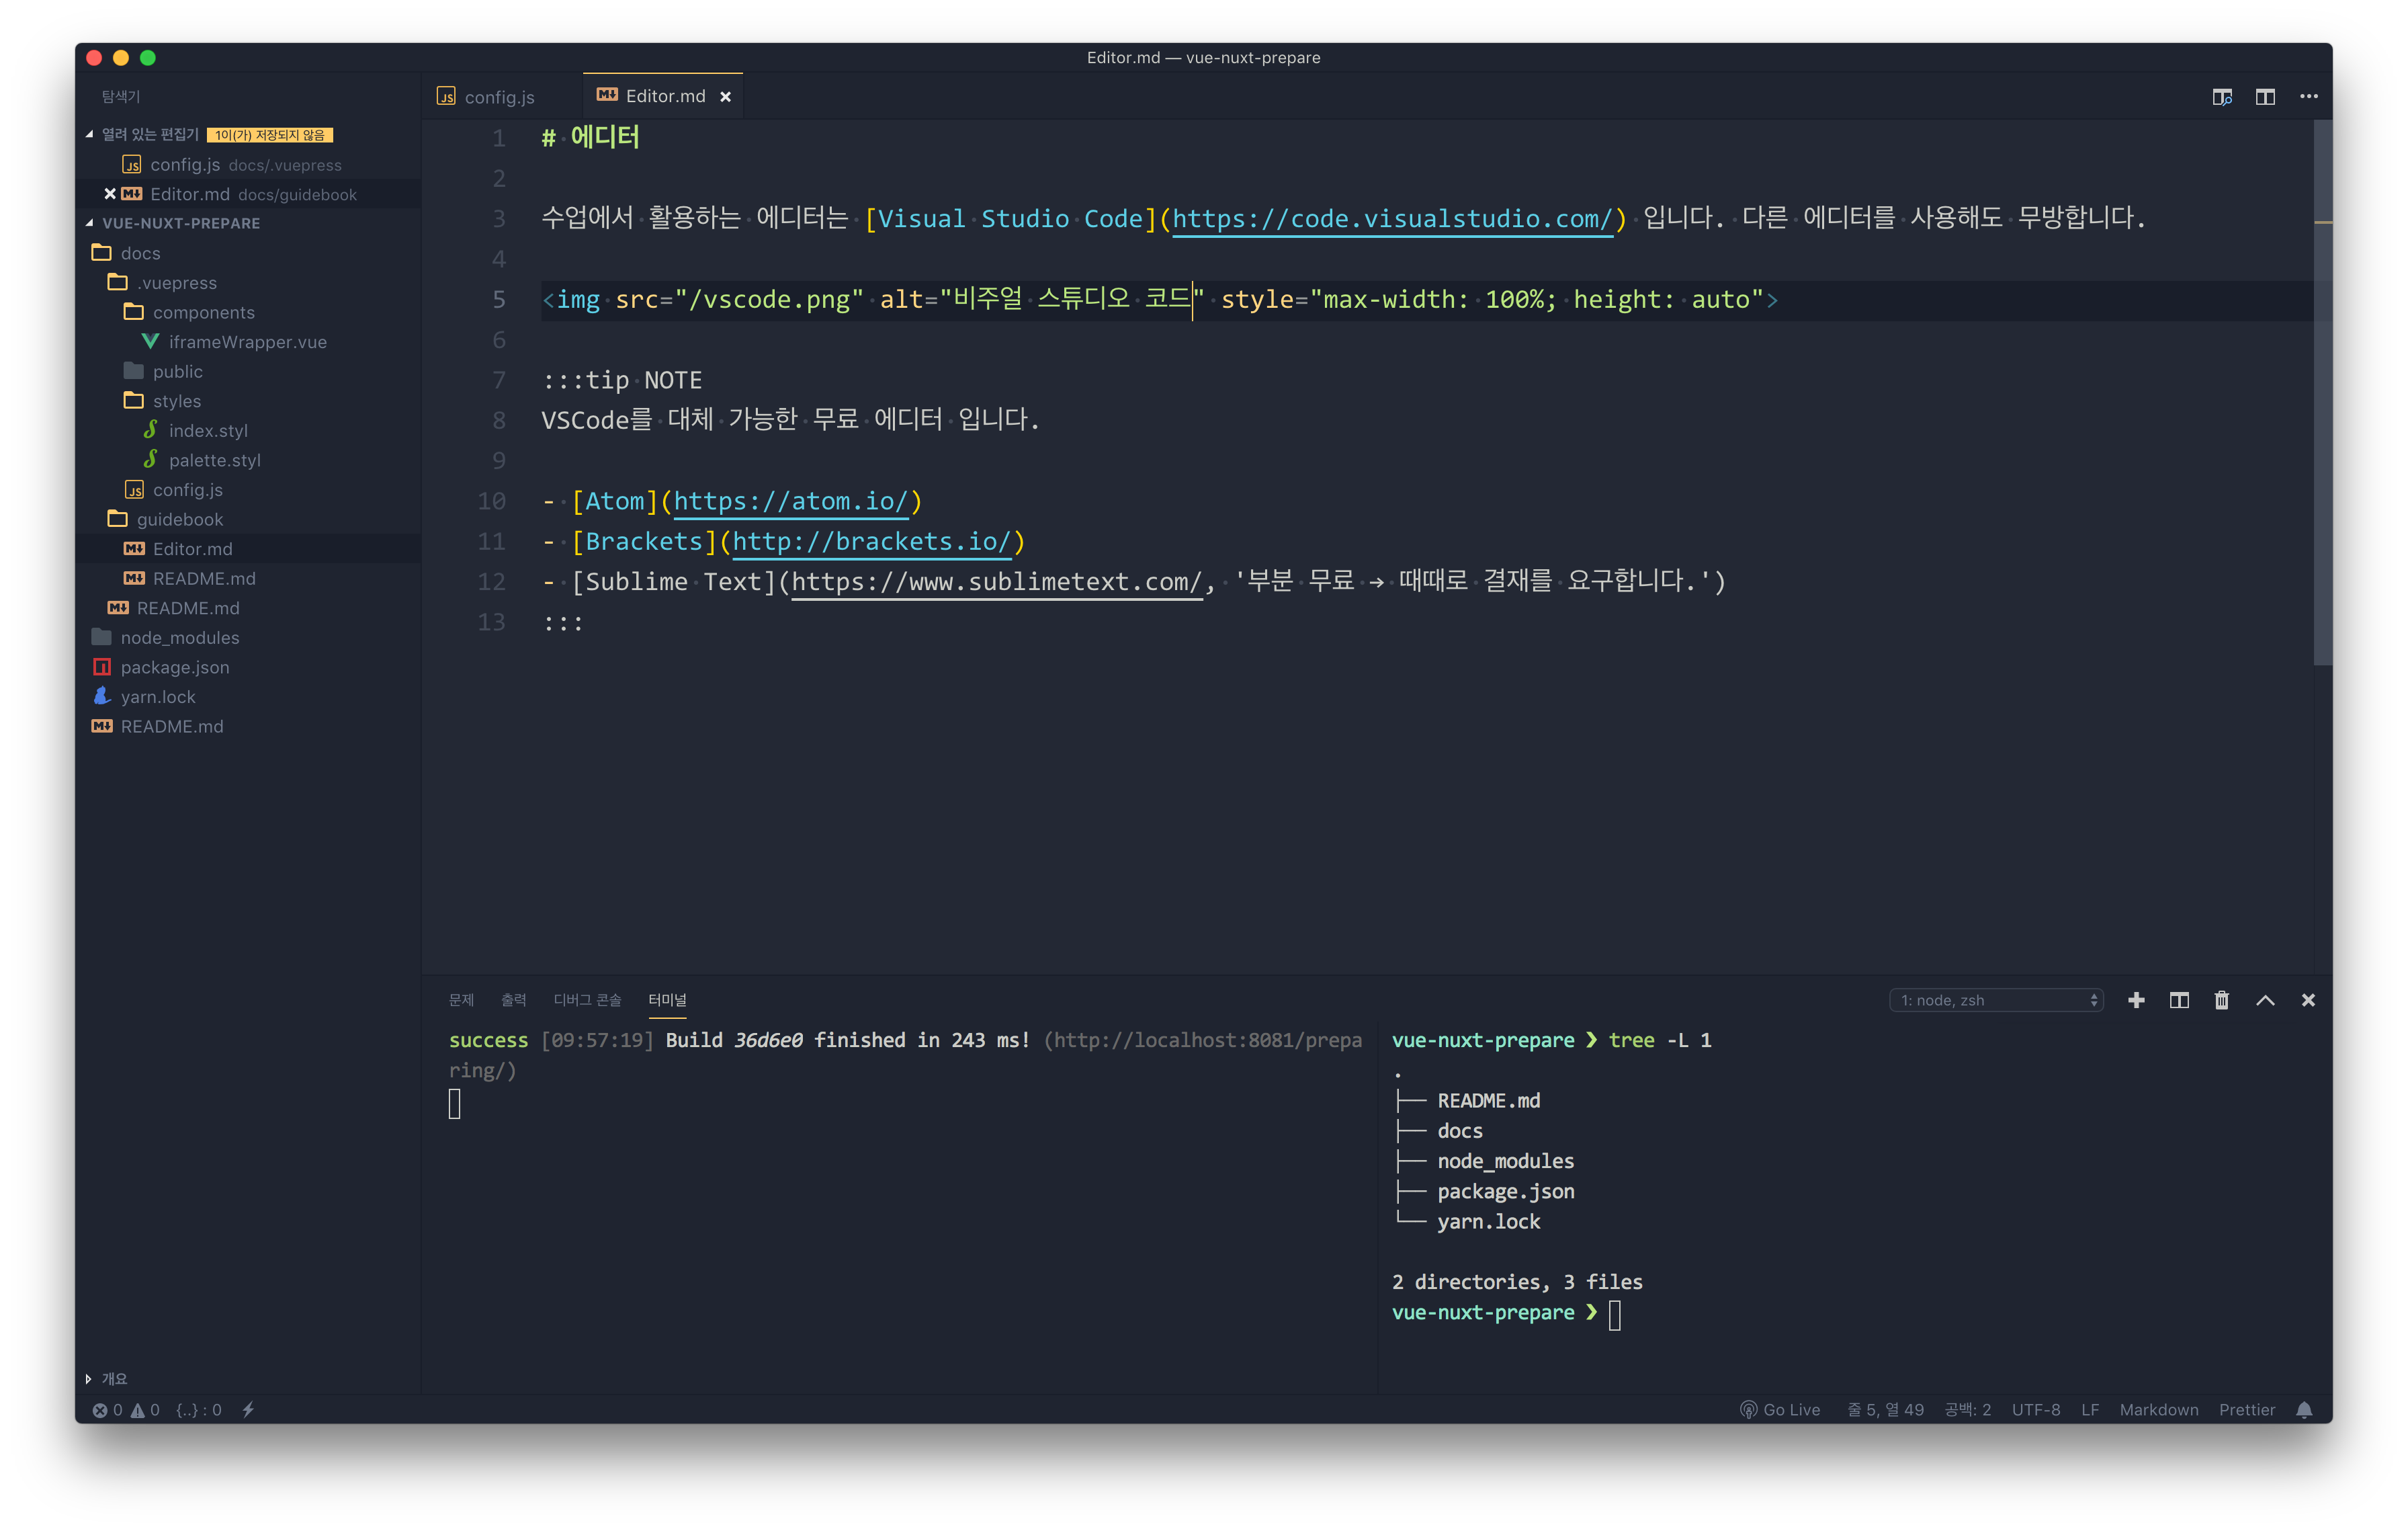 Editor.md — vue-nuxt-prepare
탐색기
열려 있는 편집기 1이(가) 저장되지 않음
config.js docs/.vuepress
Editor.md docs/guidebook
VUE-NUXT-PREPARE
docs
.vuepress
components
iframeWrapper.vue
public
styles
index.styl
palette.styl
config.js
guidebook
Editor.md
README.md
README.md
node_modules
package.json
yarn.lock
README.md
개요
config.js
Editor.md
1 # 에디터
2
3 수업에서 활용하는 에디터는 [Visual Studio Code](https://code.visualstudio.com/) 입니다. 다른 에디터를 사용해도 무방합니다.
4
5 <img src="/vscode.png" alt="비주얼 스튜디오 코드" style="max-width: 100%; height: auto">
6
7 :::tip NOTE
8 VSCode를 대체 가능한 무료 에디터 입니다.
9
10 - [Atom](https://atom.io/)
11 - [Brackets](http://brackets.io/)
12 - [Sublime Text](https://www.sublimetext.com/, '부분 무료 → 때때로 결재를 요구합니다.')
13 :::
문제 출력 디버그 콘솔 터미널
1: node, zsh
success [09:57:19] Build 36d6e0 finished in 243 ms! (http://localhost:8081/prepa
ring/)
vue-nuxt-prepare ❯ tree -L 1
.
├── README.md
├── docs
├── node_modules
├── package.json
└── yarn.lock
2 directories, 3 files
vue-nuxt-prepare ❯
0 0 {..} : 0
Go Live 줄 5, 열 49 공백: 2 UTF-8 LF Markdown Prettier